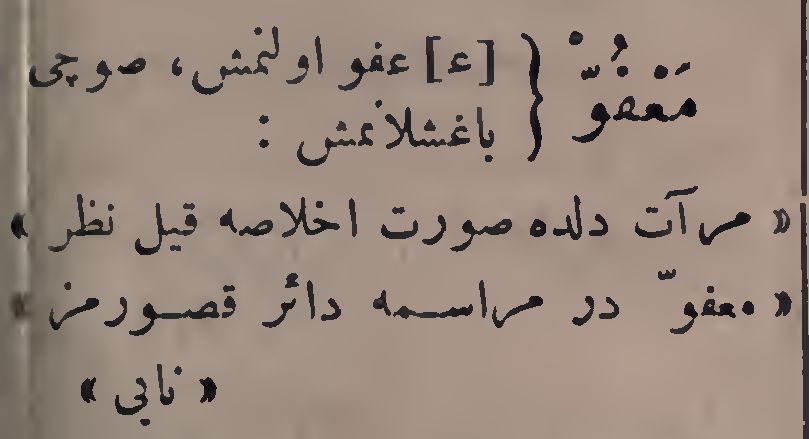 مَعْفُوّْ { [ع] عفو اولنمش، صوچی
باغشلانمش :
« مرآت دلده صورت اخلاصه قیل نظر »
« معفوّ در مراسمه دائر قصورمز »
« نابی »